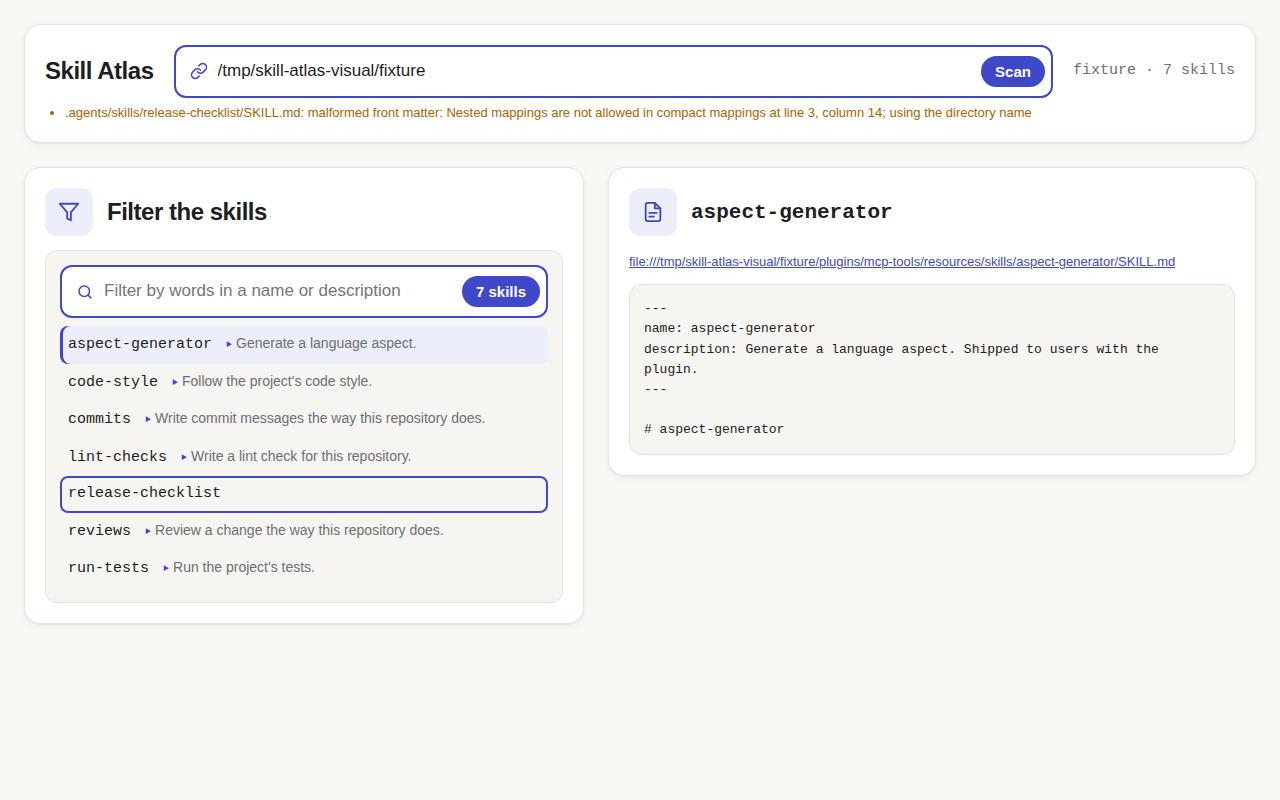 Skill Atlas
/tmp/skill-atlas-visual/fixture
Scan
fixture · 7 skills
.agents/skills/release-checklist/SKILL.md: malformed front matter: Nested mappings are not allowed in compact mappings at line 3, column 14; using the directory name
Filter the skills
Filter by words in a name or description
7 skills
aspect-generator ▸ Generate a language aspect.
code-style ▸ Follow the project's code style.
commits ▸ Write commit messages the way this repository does.
lint-checks ▸ Write a lint check for this repository.
release-checklist
reviews ▸ Review a change the way this repository does.
run-tests ▸ Run the project's tests.
aspect-generator
file:///tmp/skill-atlas-visual/fixture/plugins/mcp-tools/resources/skills/aspect-generator/SKILL.md
---
name: aspect-generator
description: Generate a language aspect. Shipped to users with the
plugin.
---
# aspect-generator